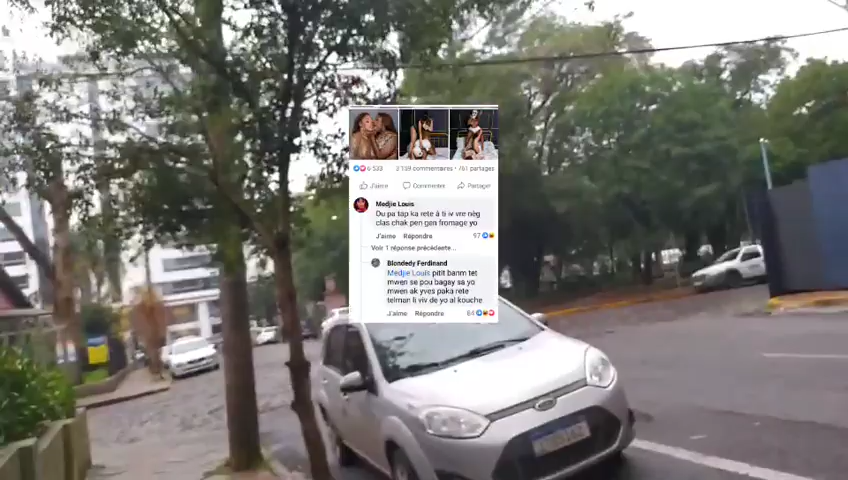 6 533
2 159 commentaires • 761 partages
J'aime Commenter Partager
Medjie Louis
Ou pa tap ka rete à ti iv vre nèg
clas chak pen gen fromage yo
J'aime Répondre 97
Voir 1 réponse précédente...
Blondedy Ferdinand
Medjie Louis pitit banm tet
mwen se pou bagay sa yo
mwen ak yves paka rete
telman li viv de yo al kouche
J'aime Répondre 84
Ford